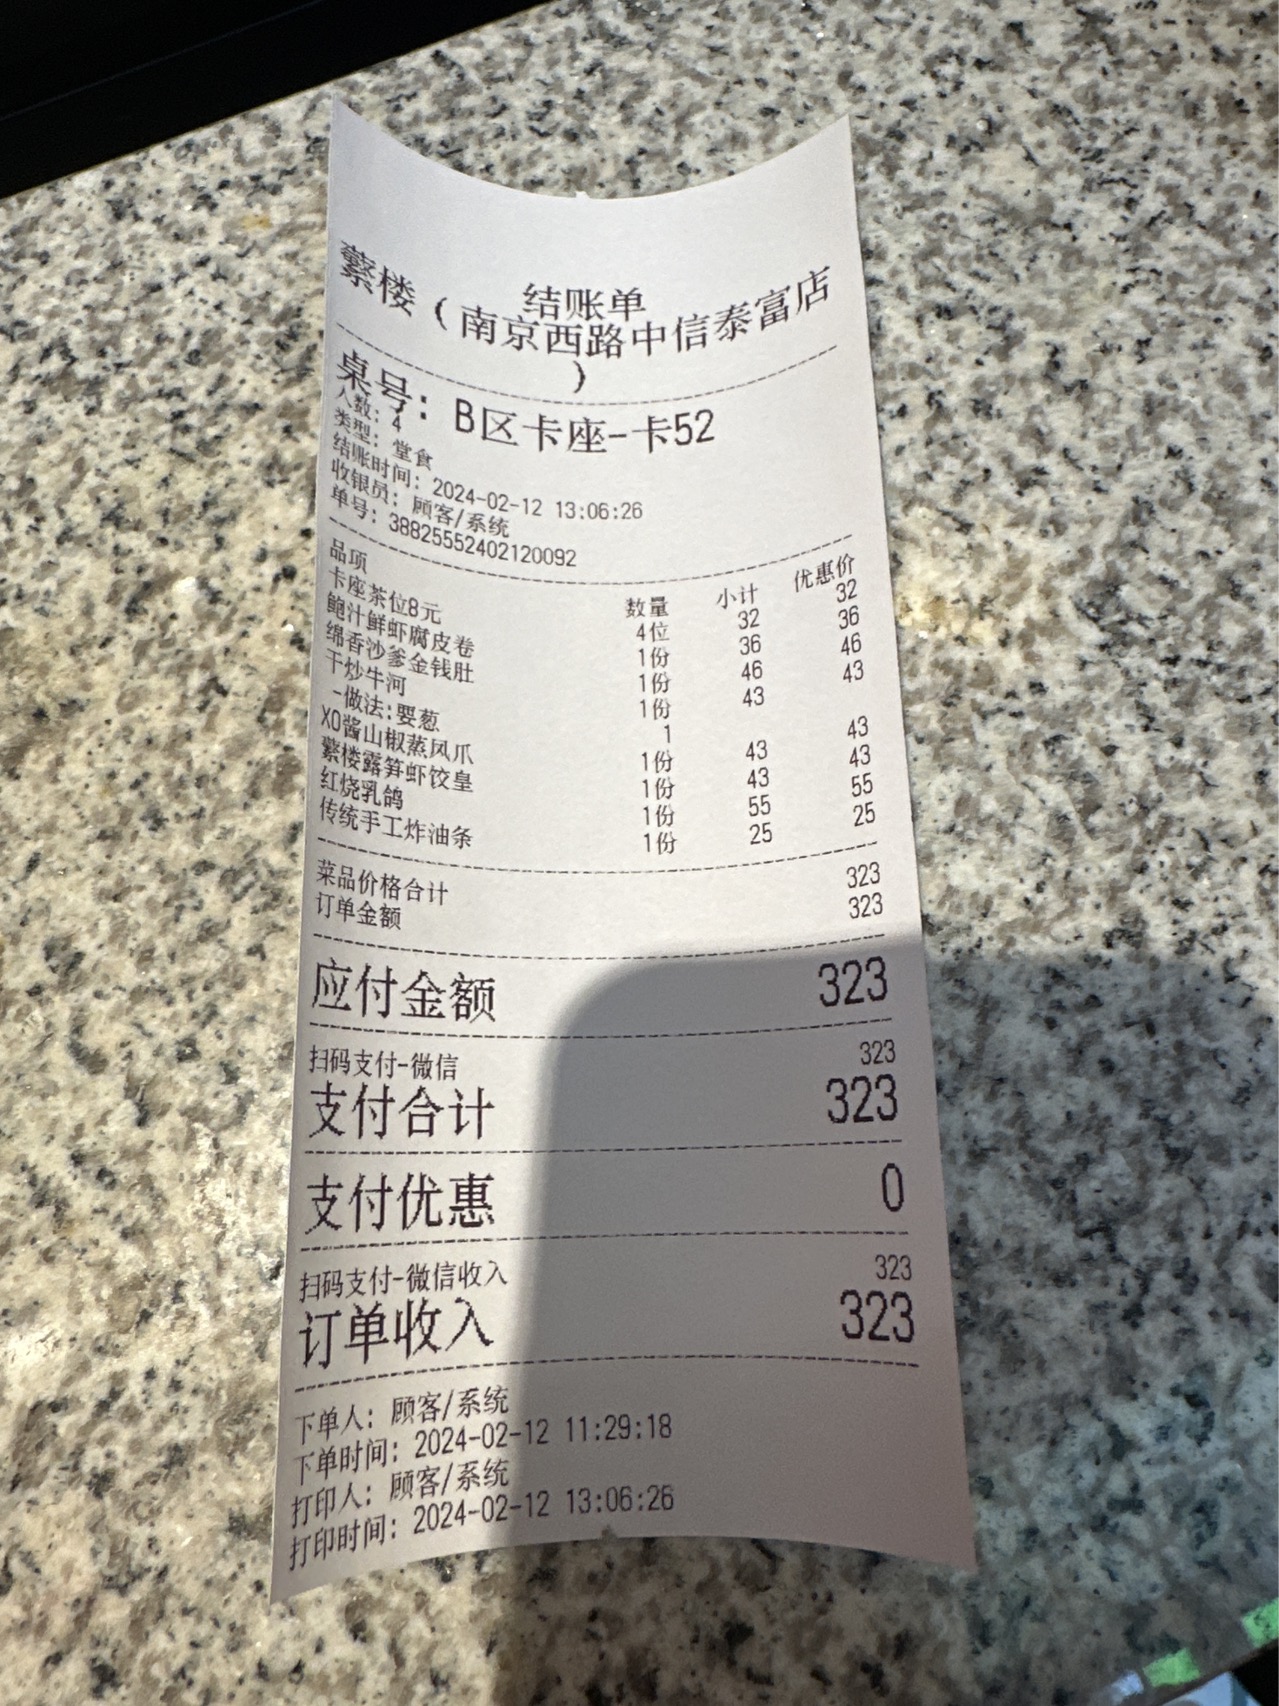 结账单
蘩楼（南京西路中信泰富店
）
桌号：B区卡座-卡52
人数：4
类型：堂食
结账时间：2024-02-12 13:06:26
收银员：顾客/系统
单号：38825552402120092
品项 数量 小计 优惠价
卡座茶位8元 4位 32 32
鲍汁鲜虾腐皮卷 1份 36 36
绵香沙爹金钱肚 1份 46 46
干炒牛河 1份 43 43
-做法:要葱 1
XO酱山椒蒸凤爪 1份 43 43
蘩楼露笋虾饺皇 1份 43 43
红烧乳鸽 1份 55 55
传统手工炸油条 1份 25 25
菜品价格合计 323
订单金额 323
应付金额 323
扫码支付-微信 323
支付合计 323
支付优惠 0
扫码支付-微信收入 323
订单收入 323
下单人：顾客/系统
下单时间：2024-02-12 11:29:18
打印人：顾客/系统
打印时间：2024-02-12 13:06:26